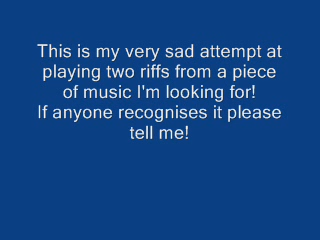 This is my very sad attempt at
playing two riffs from a piece
of music I'm looking for!
If anyone recognises it please
tell me!